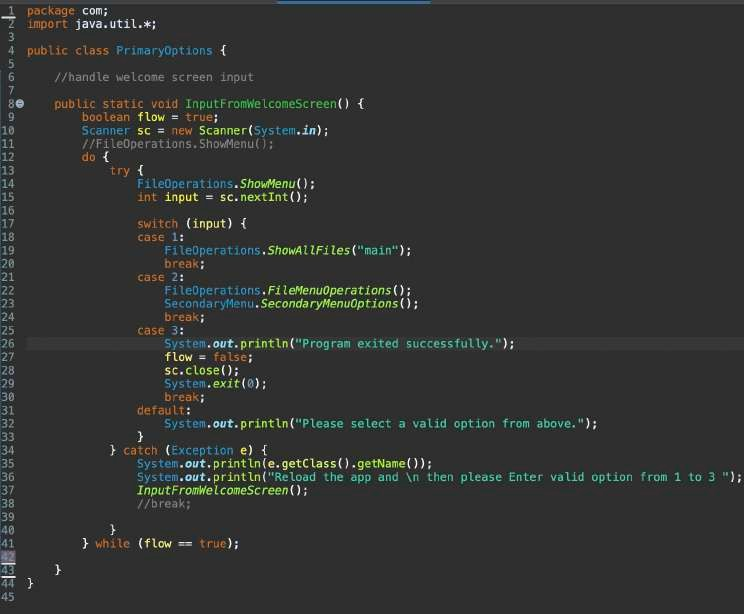 1 package com;
2 import java.util.*;
3
4 public class PrimaryOptions {
5
6     //handle welcome screen input
7
8     public static void InputFromWelcomeScreen() {
9         boolean flow = true;
10         Scanner sc = new Scanner(System.in);
11         //FileOperations.ShowMenu();
12         do {
13             try {
14                 FileOperations.ShowMenu();
15                 int input = sc.nextInt();
16
17                 switch (input) {
18                 case 1:
19                     FileOperations.ShowAllFiles("main");
20                     break;
21                 case 2:
22                     FileOperations.FileMenuOperations();
23                     SecondaryMenu.SecondaryMenuOptions();
24                     break;
25                 case 3:
26                     System.out.println("Program exited successfully.");
27                     flow = false;
28                     sc.close();
29                     System.exit(0);
30                     break;
31                 default:
32                     System.out.println("Please select a valid option from above.");
33                 }
34             } catch (Exception e) {
35                 System.out.println(e.getClass().getName());
36                 System.out.println("Reload the app and \n then please Enter valid option from 1 to 3 ");
37                 InputFromWelcomeScreen();
38                 //break;
39
40             }
41         } while (flow == true);
42
43     }
44 }
45